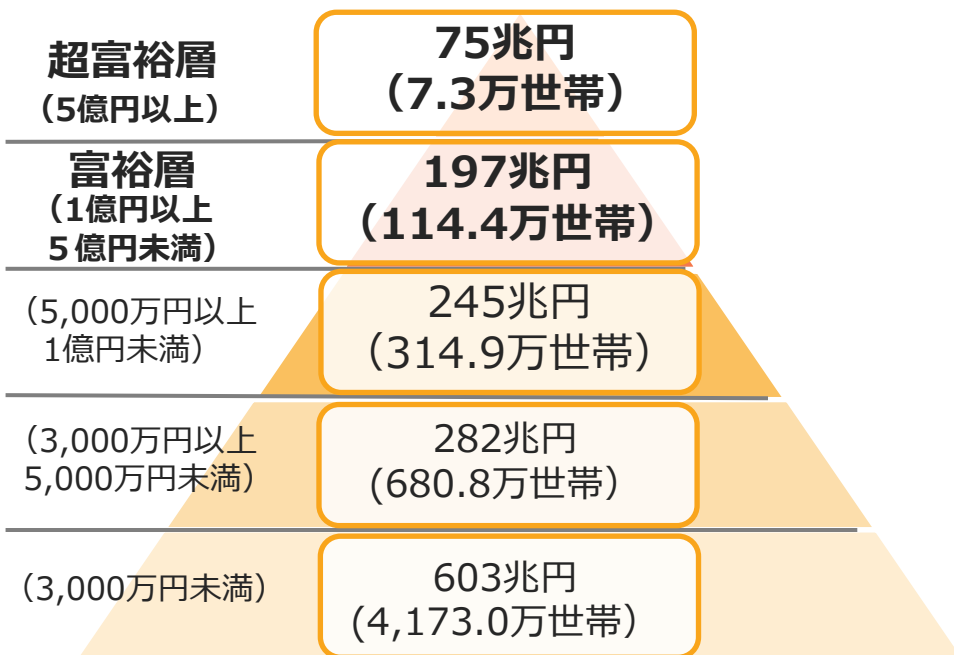 超富裕層
（5億円以上）
75兆円
（7.3万世帯）
富裕層
（1億円以上
５億円未満）
197兆円
（114.4万世帯）
（5,000万円以上
1億円未満）
245兆円
（314.9万世帯）
（3,000万円以上
5,000万円未満）
282兆円
(680.8万世帯）
（3,000万円未満）
603兆円
(4,173.0万世帯）